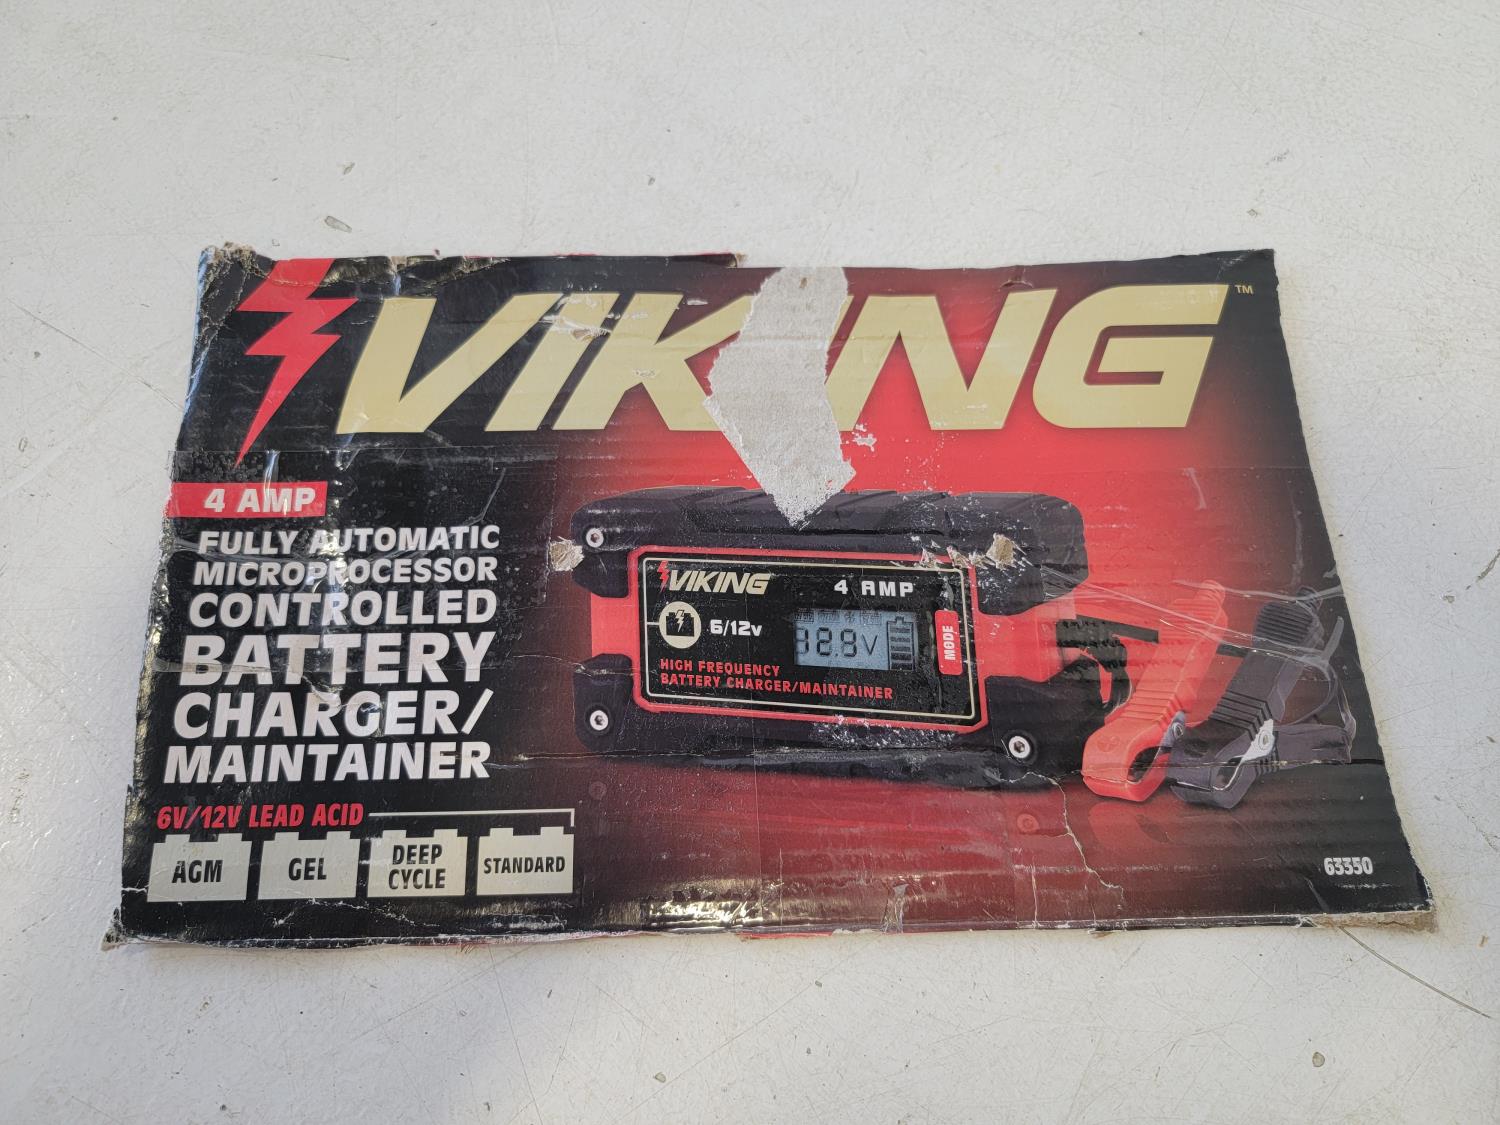 VIKING™
4 AMP
FULLY AUTOMATIC
MICROPROCESSOR
CONTROLLED
BATTERY
CHARGER/
MAINTAINER
6V/12V LEAD ACID
AGM
GEL
DEEP
CYCLE
STANDARD
VIKING
4 AMP
6/12v
18.8V
MODE
HIGH FREQUENCY
BATTERY CHARGER/MAINTAINER
63350